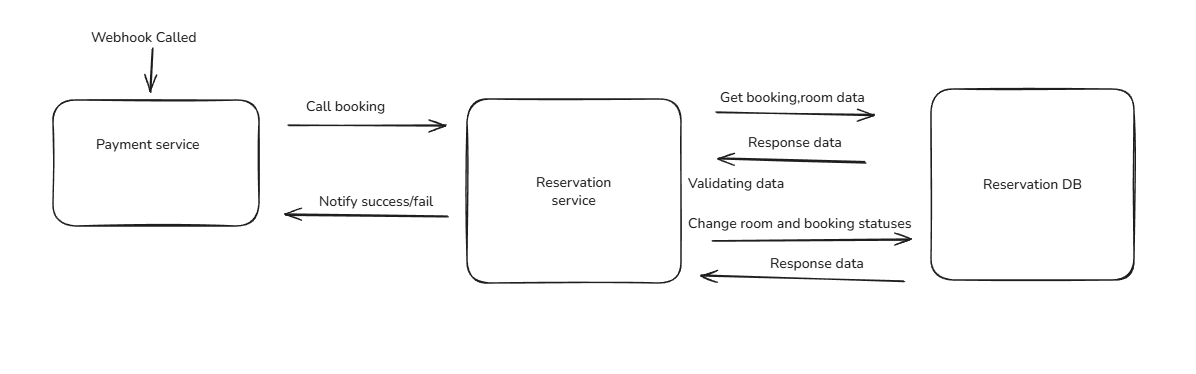 Webhook Called
Payment service
Call booking
Notify success/fail
Reservation
service
Get booking,room data
Response data
Validating data
Change room and booking statuses
Response data
Reservation DB